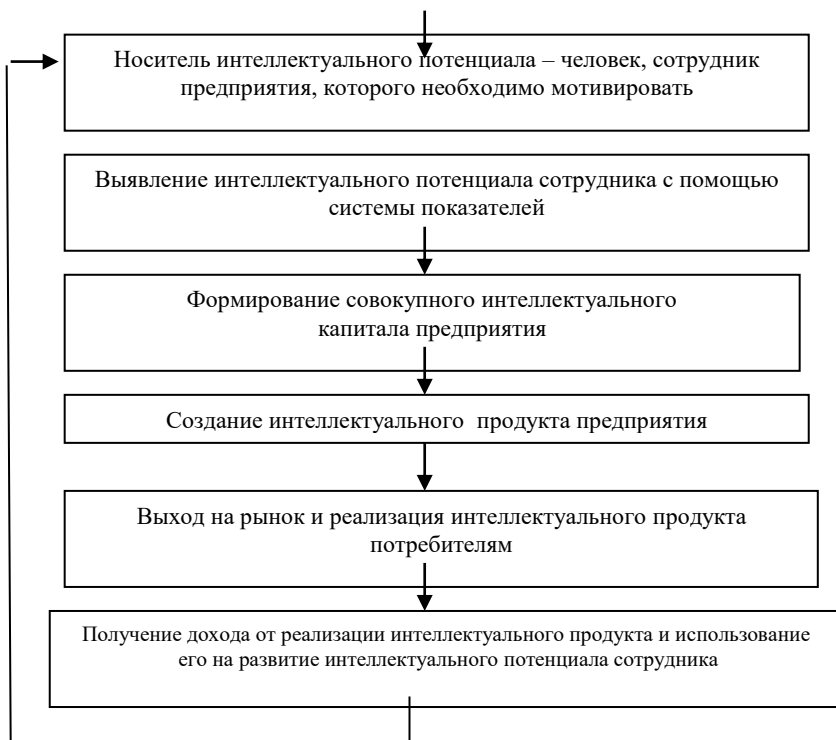 Носитель интеллектуального потенциала – человек, сотрудник
предприятия, которого необходимо мотивировать
Выявление интеллектуального потенциала сотрудника с помощью
системы показателей
Формирование совокупного интеллектуального
капитала предприятия
Создание интеллектуального продукта предприятия
Выход на рынок и реализация интеллектуального продукта
потребителям
Получение дохода от реализации интеллектуального продукта и использование
его на развитие интеллектуального потенциала сотрудника